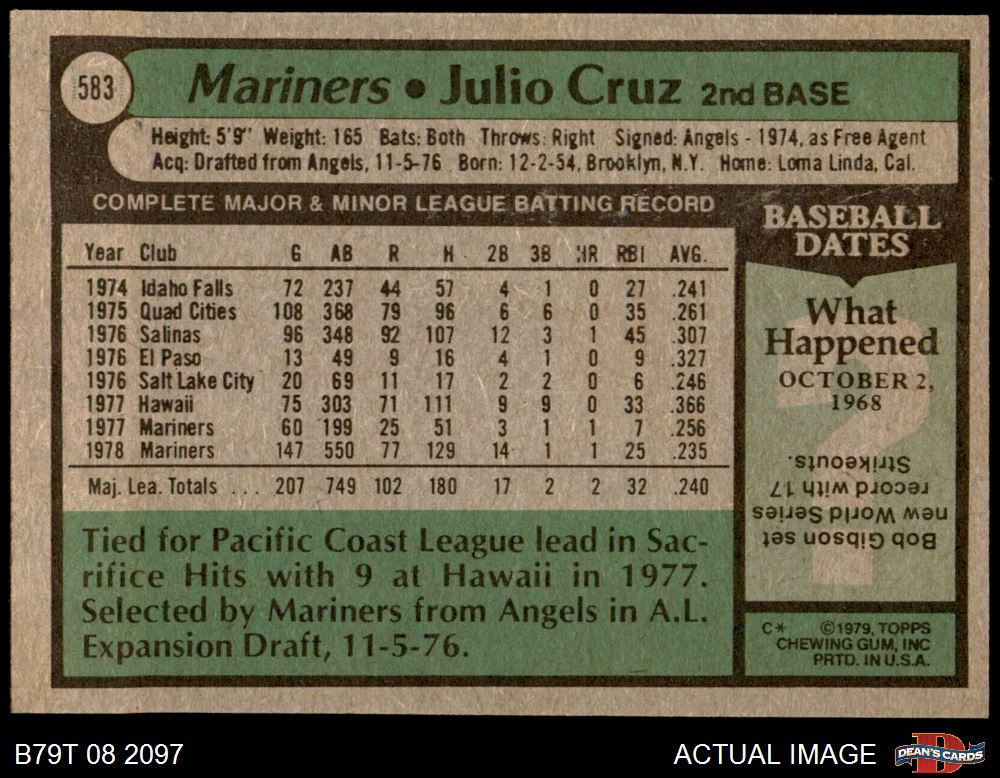 583
Mariners • Julio Cruz 2nd BASE
Height: 5'9" Weight: 165 Bats: Both Throws: Right Signed: Angels - 1974, as Free Agent
Acq: Drafted from Angels, 11-5-76 Born: 12-2-54, Brooklyn, N.Y. Home: Loma Linda, Cal.
COMPLETE MAJOR & MINOR LEAGUE BATTING RECORD
Year Club G AB R H 2B 3B HR RBI AVG.
1974 Idaho Falls 72 237 44 57 4 1 0 27 .241
1975 Quad Cities 108 368 79 96 6 6 0 35 .261
1976 Salinas 96 348 92 107 12 3 1 45 .307
1976 El Paso 13 49 9 16 4 1 0 9 .327
1976 Salt Lake City 20 69 11 17 2 2 0 6 .246
1977 Hawaii 75 303 71 111 9 9 0 33 .366
1977 Mariners 60 199 25 51 3 1 1 7 .256
1978 Mariners 147 550 77 129 14 1 1 25 .235
Maj. Lea. Totals ... 207 749 102 180 17 2 2 32 .240
Tied for Pacific Coast League lead in Sac-
rifice Hits with 9 at Hawaii in 1977.
Selected by Mariners from Angels in A.L.
Expansion Draft, 11-5-76.
BASEBALL
DATES
What
Happened
OCTOBER 2,
1968
?
Bob Gibson set
new World Series
record with 17
Strikeouts.
C* ©1979, TOPPS
CHEWING GUM, INC
PRTD. IN U.S.A.
B79T 08 2097
ACTUAL IMAGE
DEAN'S CARDS